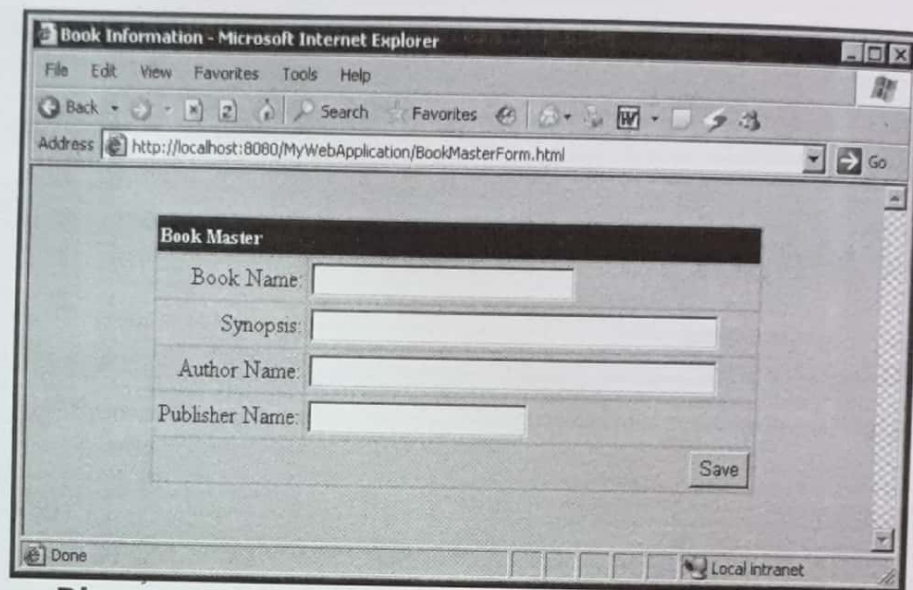 Book Information - Microsoft Internet Explorer
File Edit View Favorites Tools Help
Back Search Favorites W
Address http://localhost:8080/MyWebApplication/BookMasterForm.html Go
Book Master
Book Name:
Synopsis:
Author Name:
Publisher Name:
Save
Done Local intranet